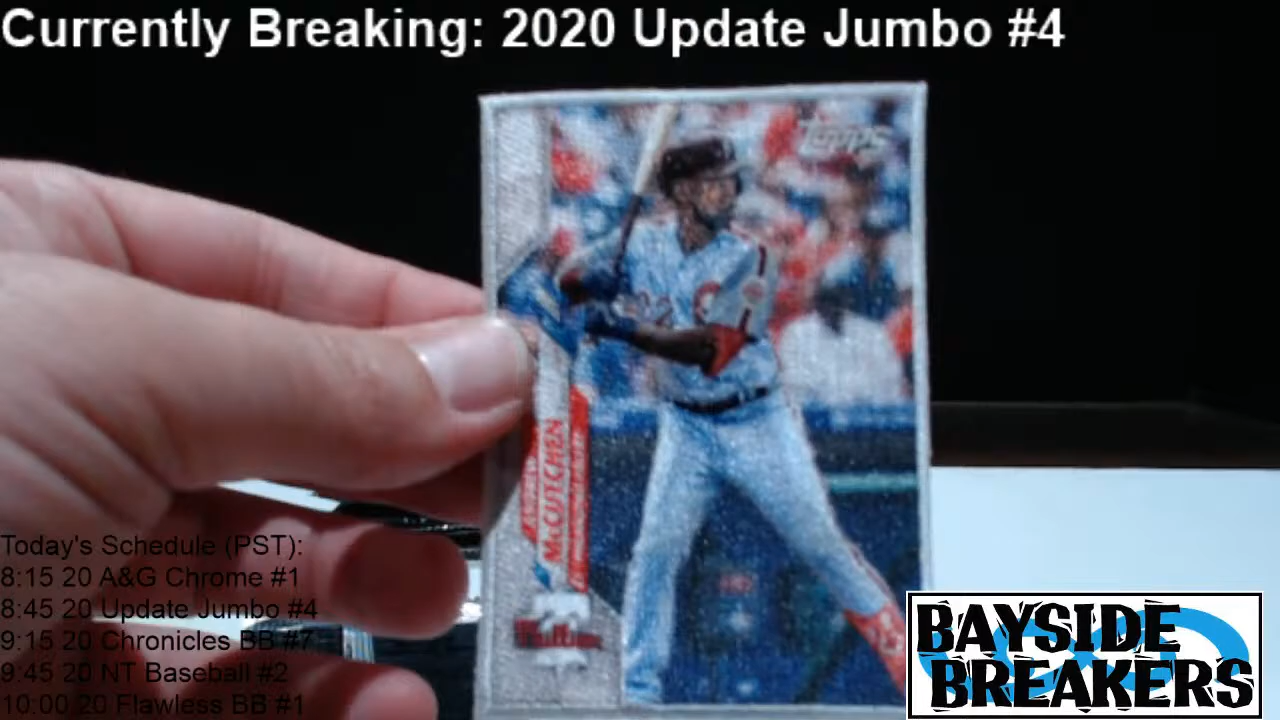 Currently Breaking: 2020 Update Jumbo #4
Topps
ANDREW
McCUTCHEN
Phillies
Today's Schedule (PST):
8:15 20 A&G Chrome #1
8:45 20 Update Jumbo #4
9:15 20 Chronicles BB #7
9:45 20 NT Baseball #2
10:00 20 Flawless BB #1
BAYSIDE
BREAKERS